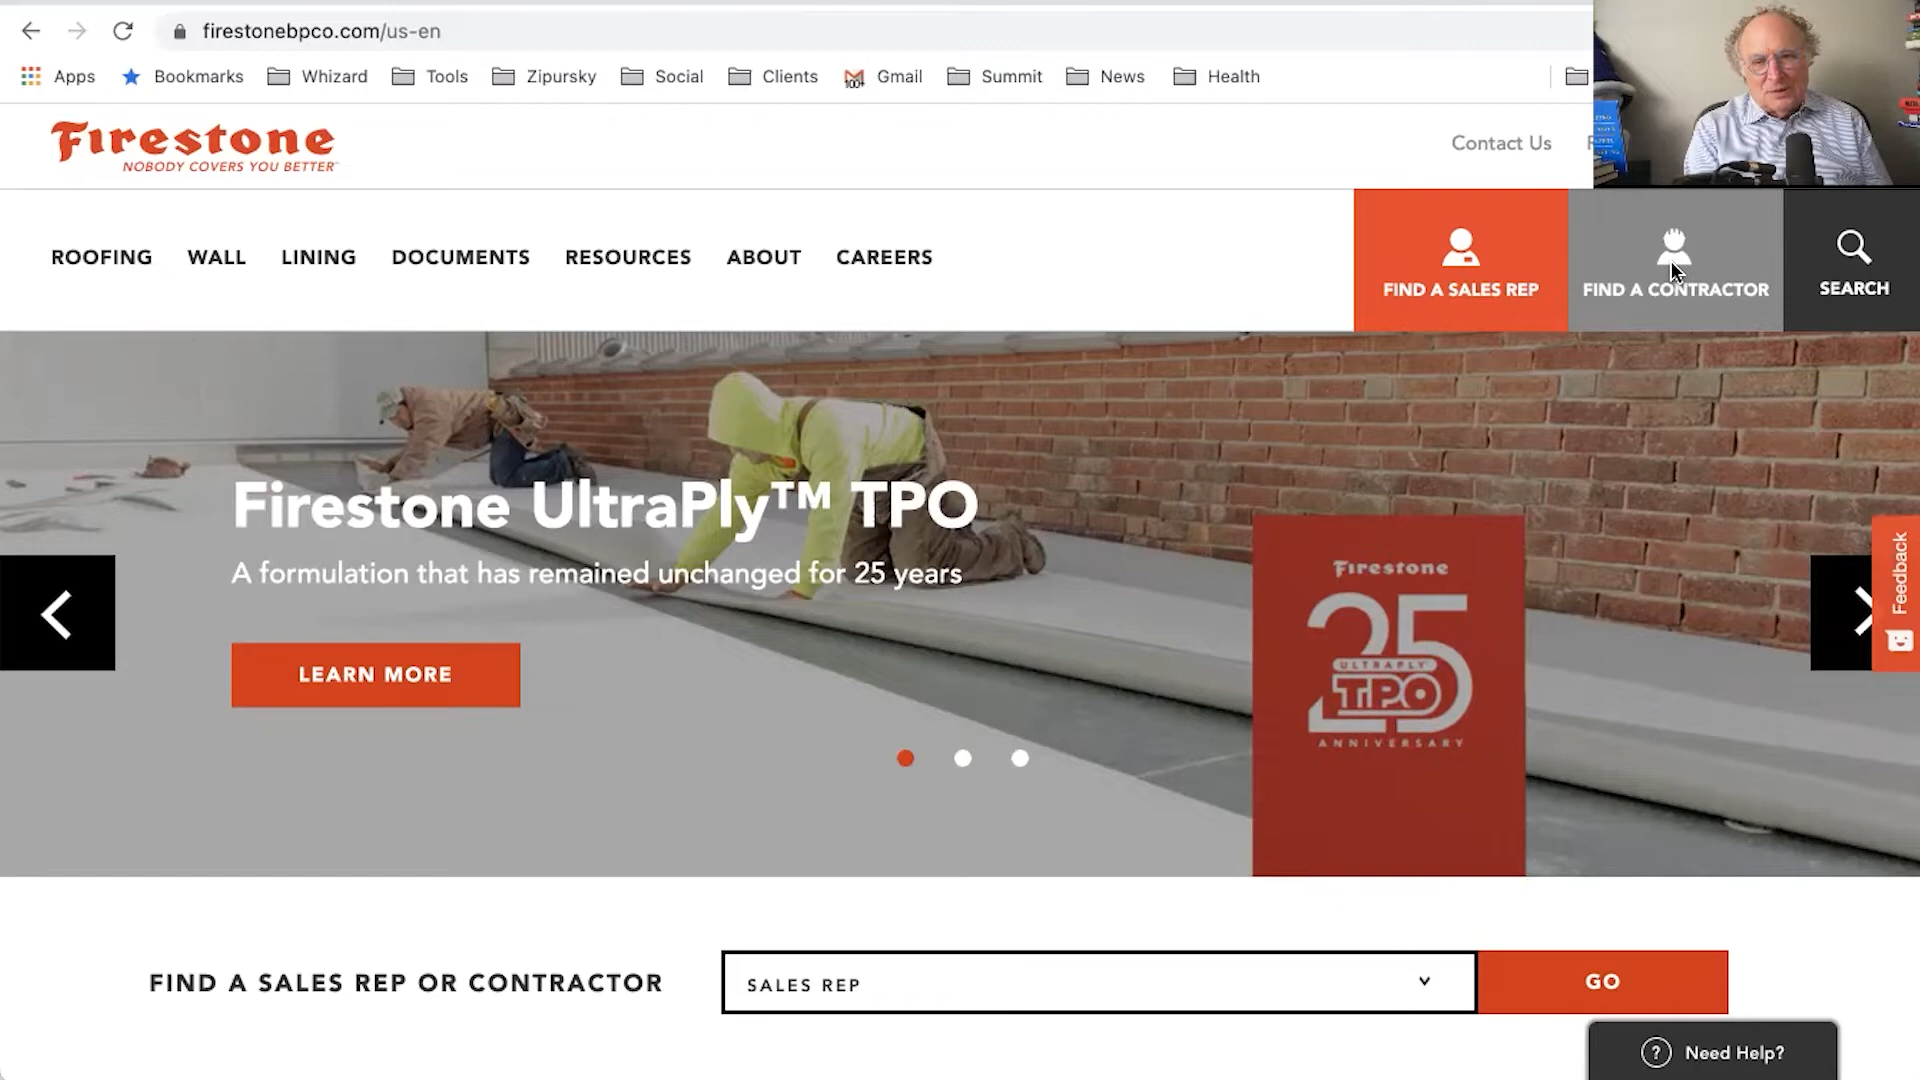 firestonebpco.com/us-en
Apps Bookmarks Whizard Tools Zipursky Social Clients 100+ Gmail Summit News Health
Firestone
NOBODY COVERS YOU BETTER™
Contact Us
ROOFING WALL LINING DOCUMENTS RESOURCES ABOUT CAREERS
FIND A SALES REP
FIND A CONTRACTOR
SEARCH
Firestone UltraPly™ TPO
A formulation that has remained unchanged for 25 years
LEARN MORE
Firestone
25
ULTRAPLY
TPO
ANNIVERSARY
Feedback
FIND A SALES REP OR CONTRACTOR
SALES REP
GO
? Need Help?